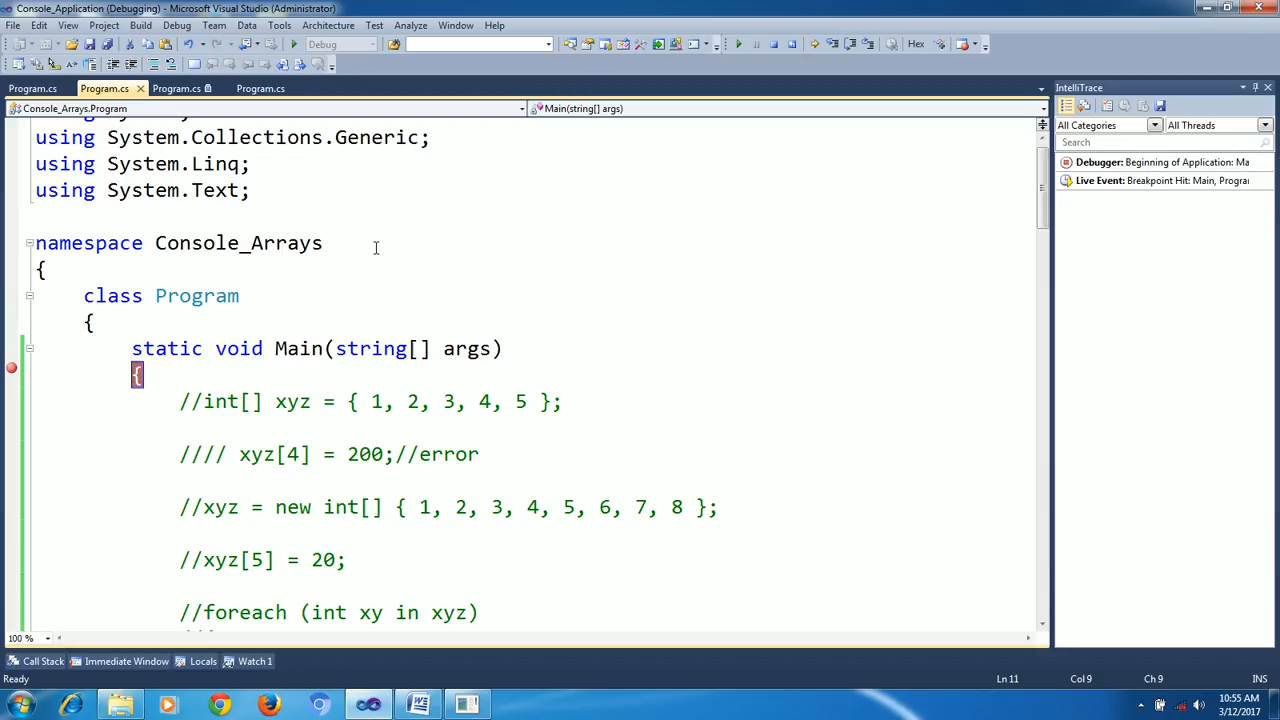 Console_Application (Debugging) - Microsoft Visual Studio (Administrator)
File Edit View Project Build Debug Team Data Tools Architecture Test Analyze Window Help
Debug Hex
Program.cs Program.cs Program.cs Program.cs
Console_Arrays.Program Main(string[] args)
using System.Collections.Generic;
using System.Linq;
using System.Text;
namespace Console_Arrays
{
class Program
{
static void Main(string[] args)
{
//int[] xyz = { 1, 2, 3, 4, 5 };
//// xyz[4] = 200;//error
//xyz = new int[] { 1, 2, 3, 4, 5, 6, 7, 8 };
//xyz[5] = 20;
//foreach (int xy in xyz)
100 %
IntelliTrace
All Categories All Threads
Search
Debugger: Beginning of Application: Ma
Live Event: Breakpoint Hit: Main, Progra
Call Stack Immediate Window Locals Watch 1
Ready Ln 11 Col 9 Ch 9 INS
10:55 AM
3/12/2017